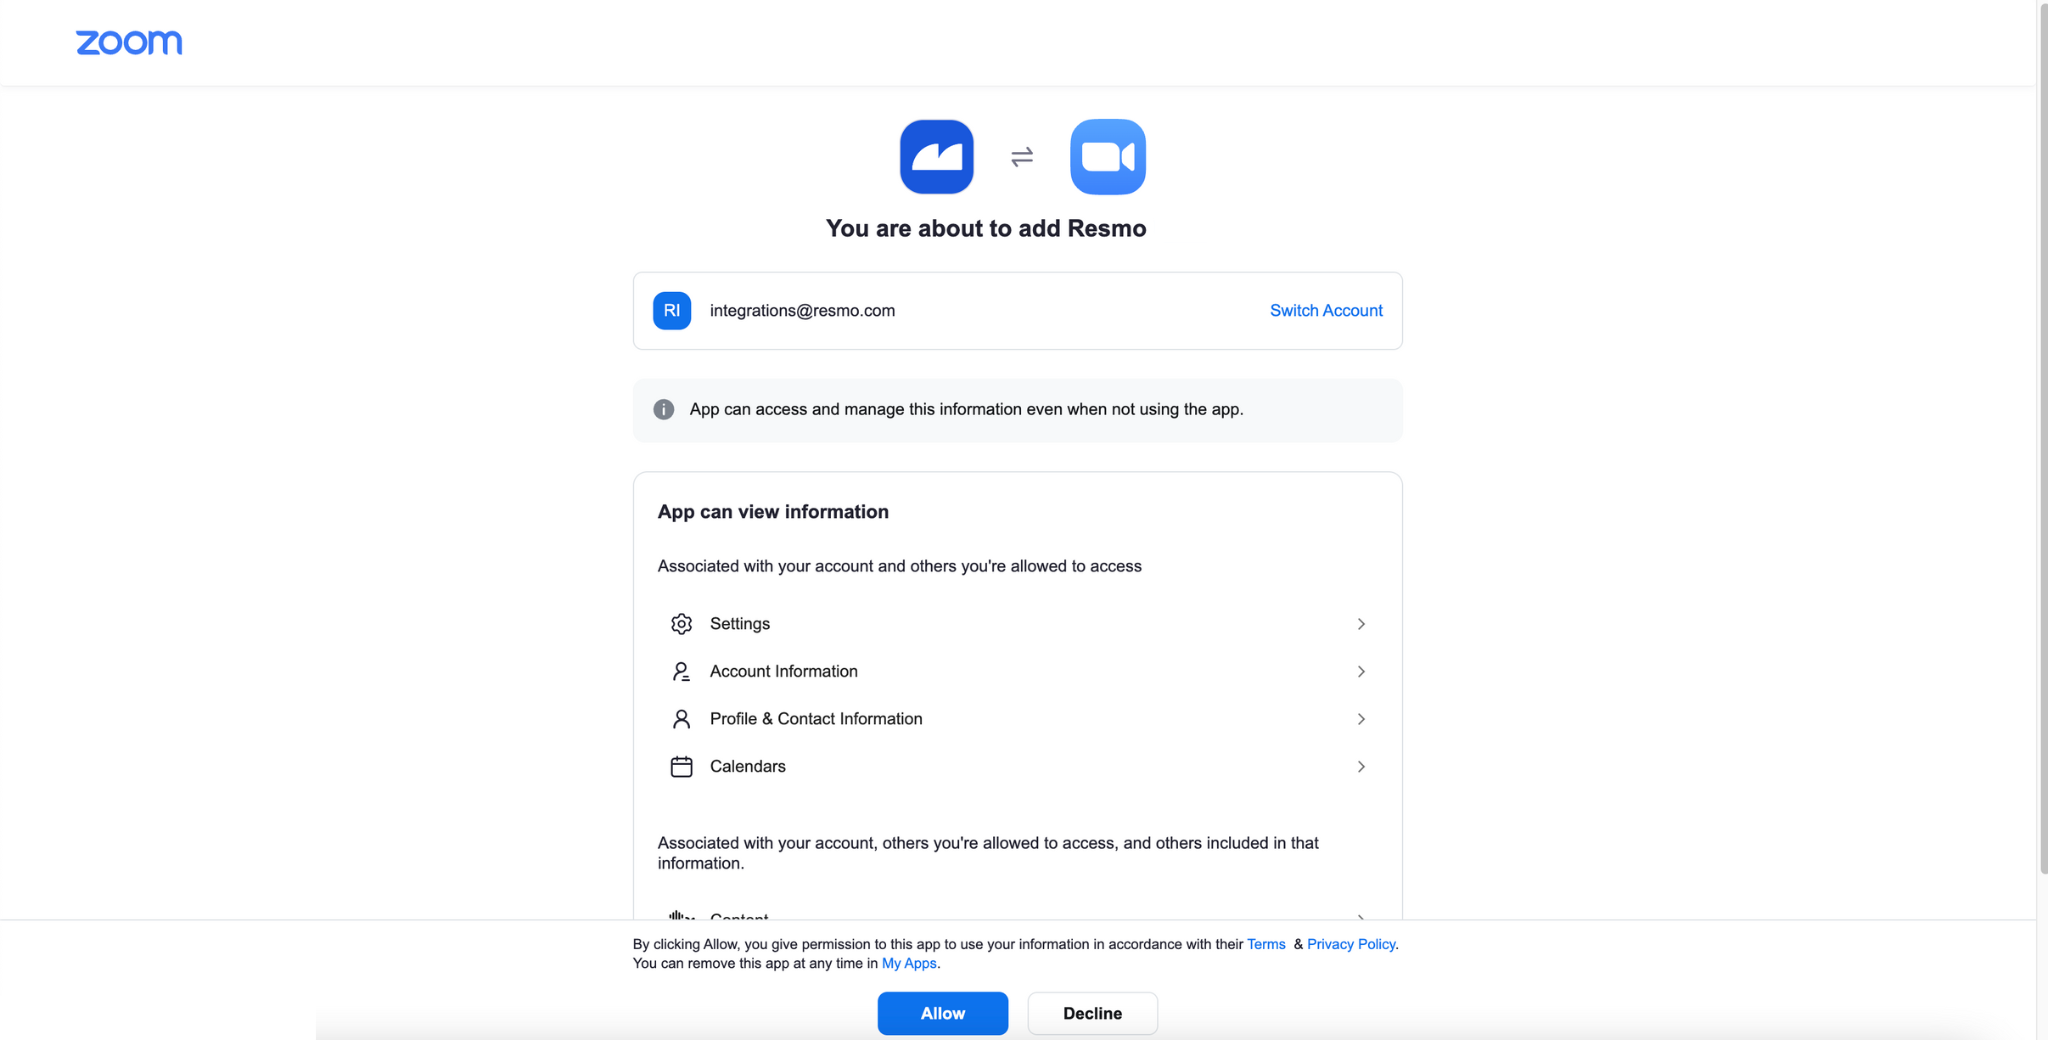 zoom
You are about to add Resmo
RI integrations@resmo.com Switch Account
App can access and manage this information even when not using the app.
App can view information
Associated with your account and others you're allowed to access
Settings
Account Information
Profile & Contact Information
Calendars
Associated with your account, others you're allowed to access, and others included in that
information.
Content
By clicking Allow, you give permission to this app to use your information in accordance with their Terms & Privacy Policy.
You can remove this app at any time in My Apps.
Allow Decline